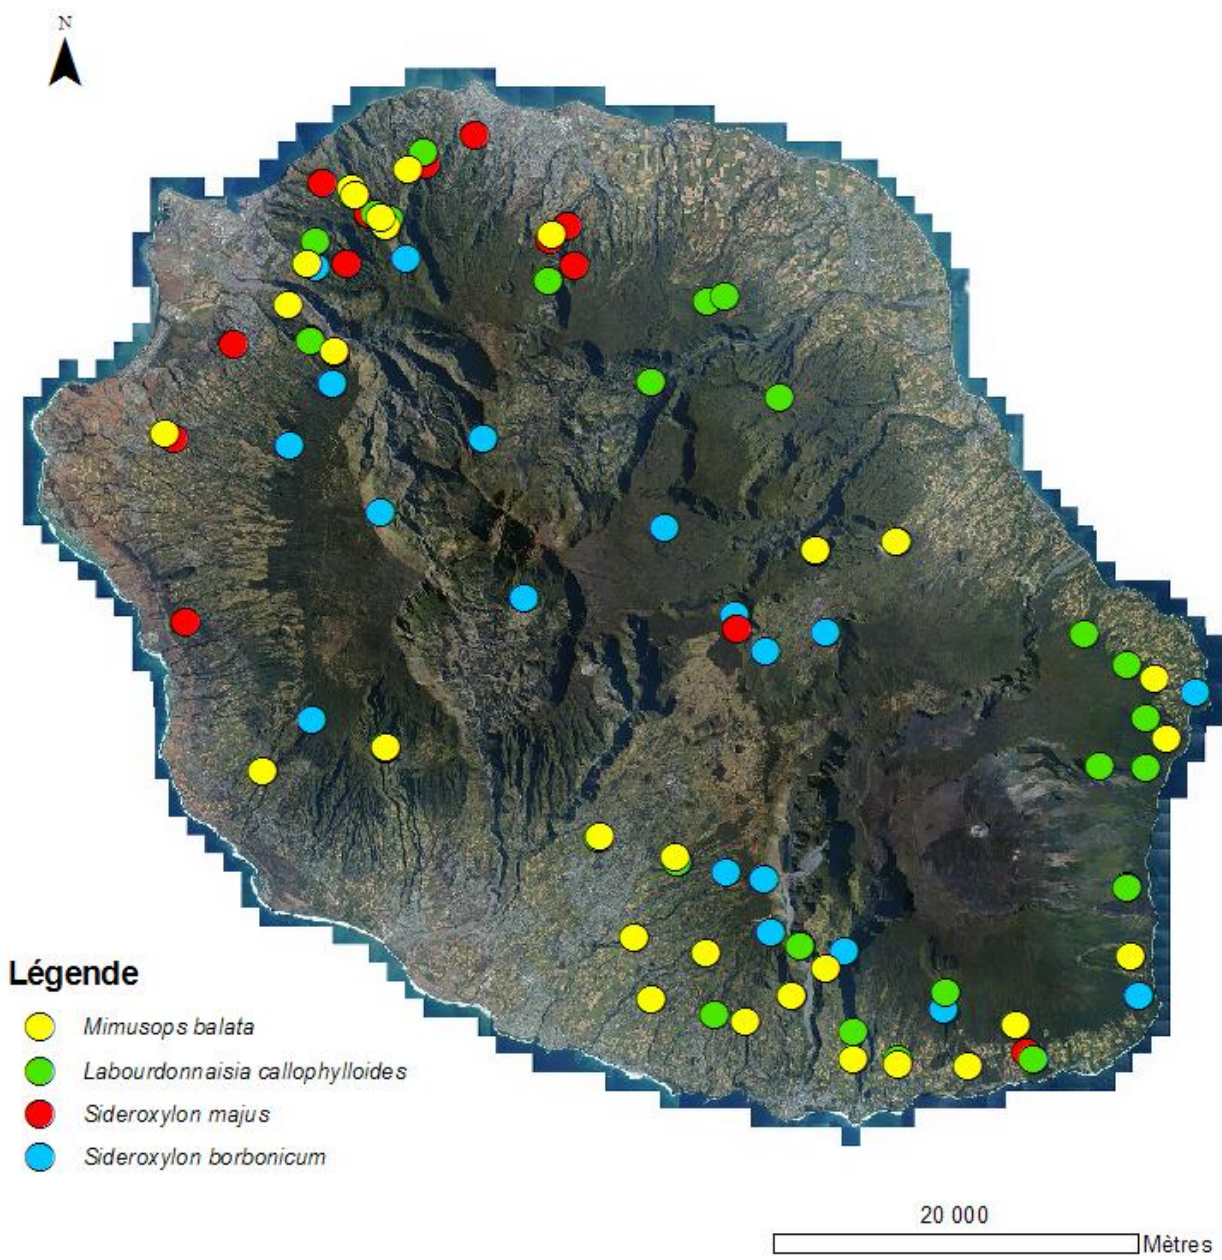 N
Légende
Mimusops balata
Labourdonnaisia callophylloides
Sideroxylon majus
Sideroxylon borbonicum
20 000
Mètres